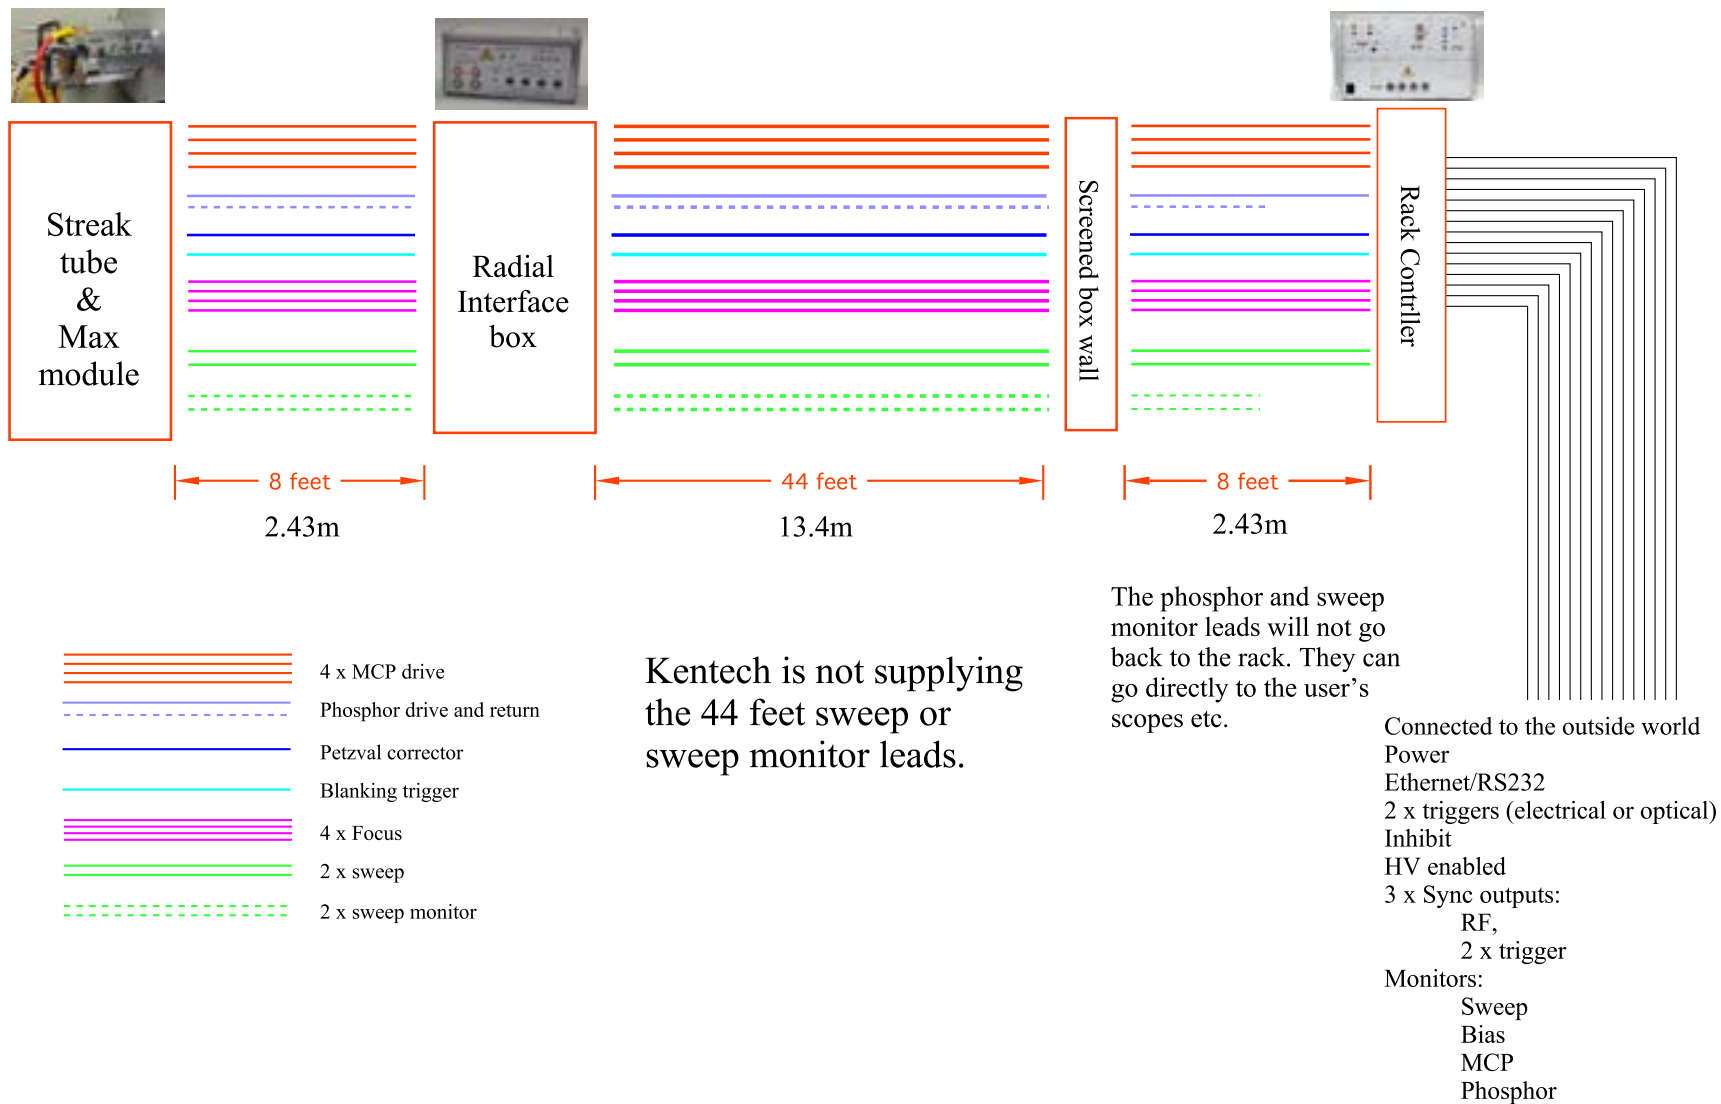 Streak
tube
&
Max
module
Radial
Interface
box
Screened box wall
Rack Contrller
8 feet
44 feet
8 feet
2.43m
13.4m
2.43m
4 x MCP drive
Phosphor drive and return
Petzval corrector
Blanking trigger
4 x Focus
2 x sweep
2 x sweep monitor
Kentech is not supplying
the 44 feet sweep or
sweep monitor leads.
The phosphor and sweep
monitor leads will not go
back to the rack. They can
go directly to the user’s
scopes etc.
Connected to the outside world
Power
Ethernet/RS232
2 x triggers (electrical or optical)
Inhibit
HV enabled
3 x Sync outputs:
RF,
2 x trigger
Monitors:
Sweep
Bias
MCP
Phosphor